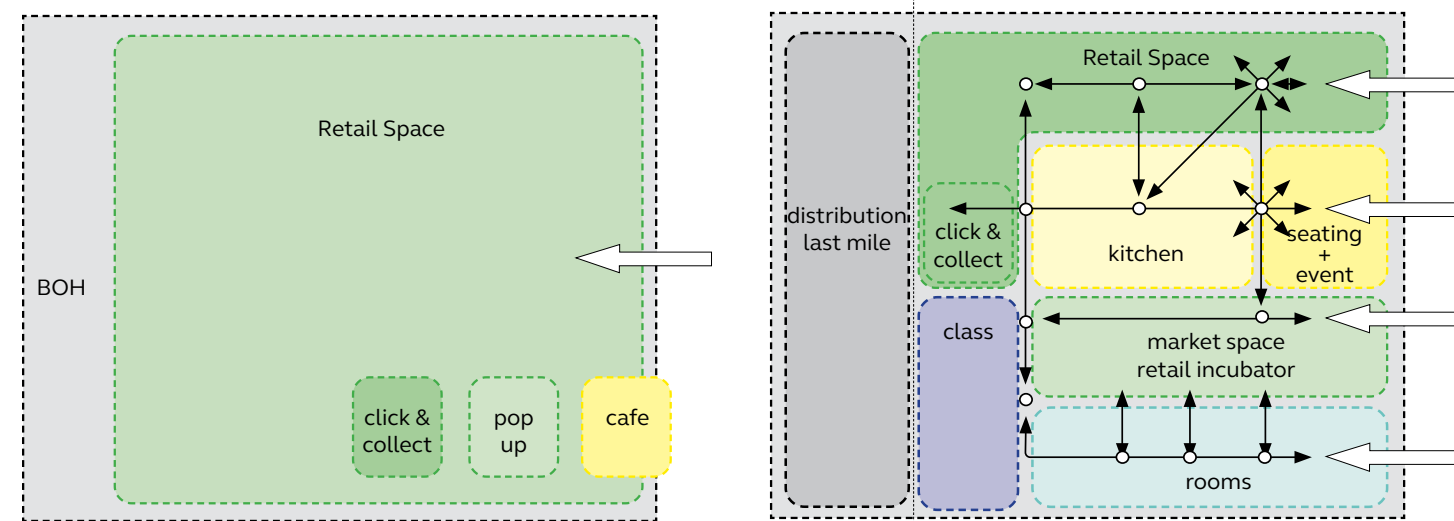 Retail Space
BOH
click &
collect
pop
up
cafe
Retail Space
distribution
last mile
click &
collect
kitchen
seating
+
event
class
market space
retail incubator
rooms